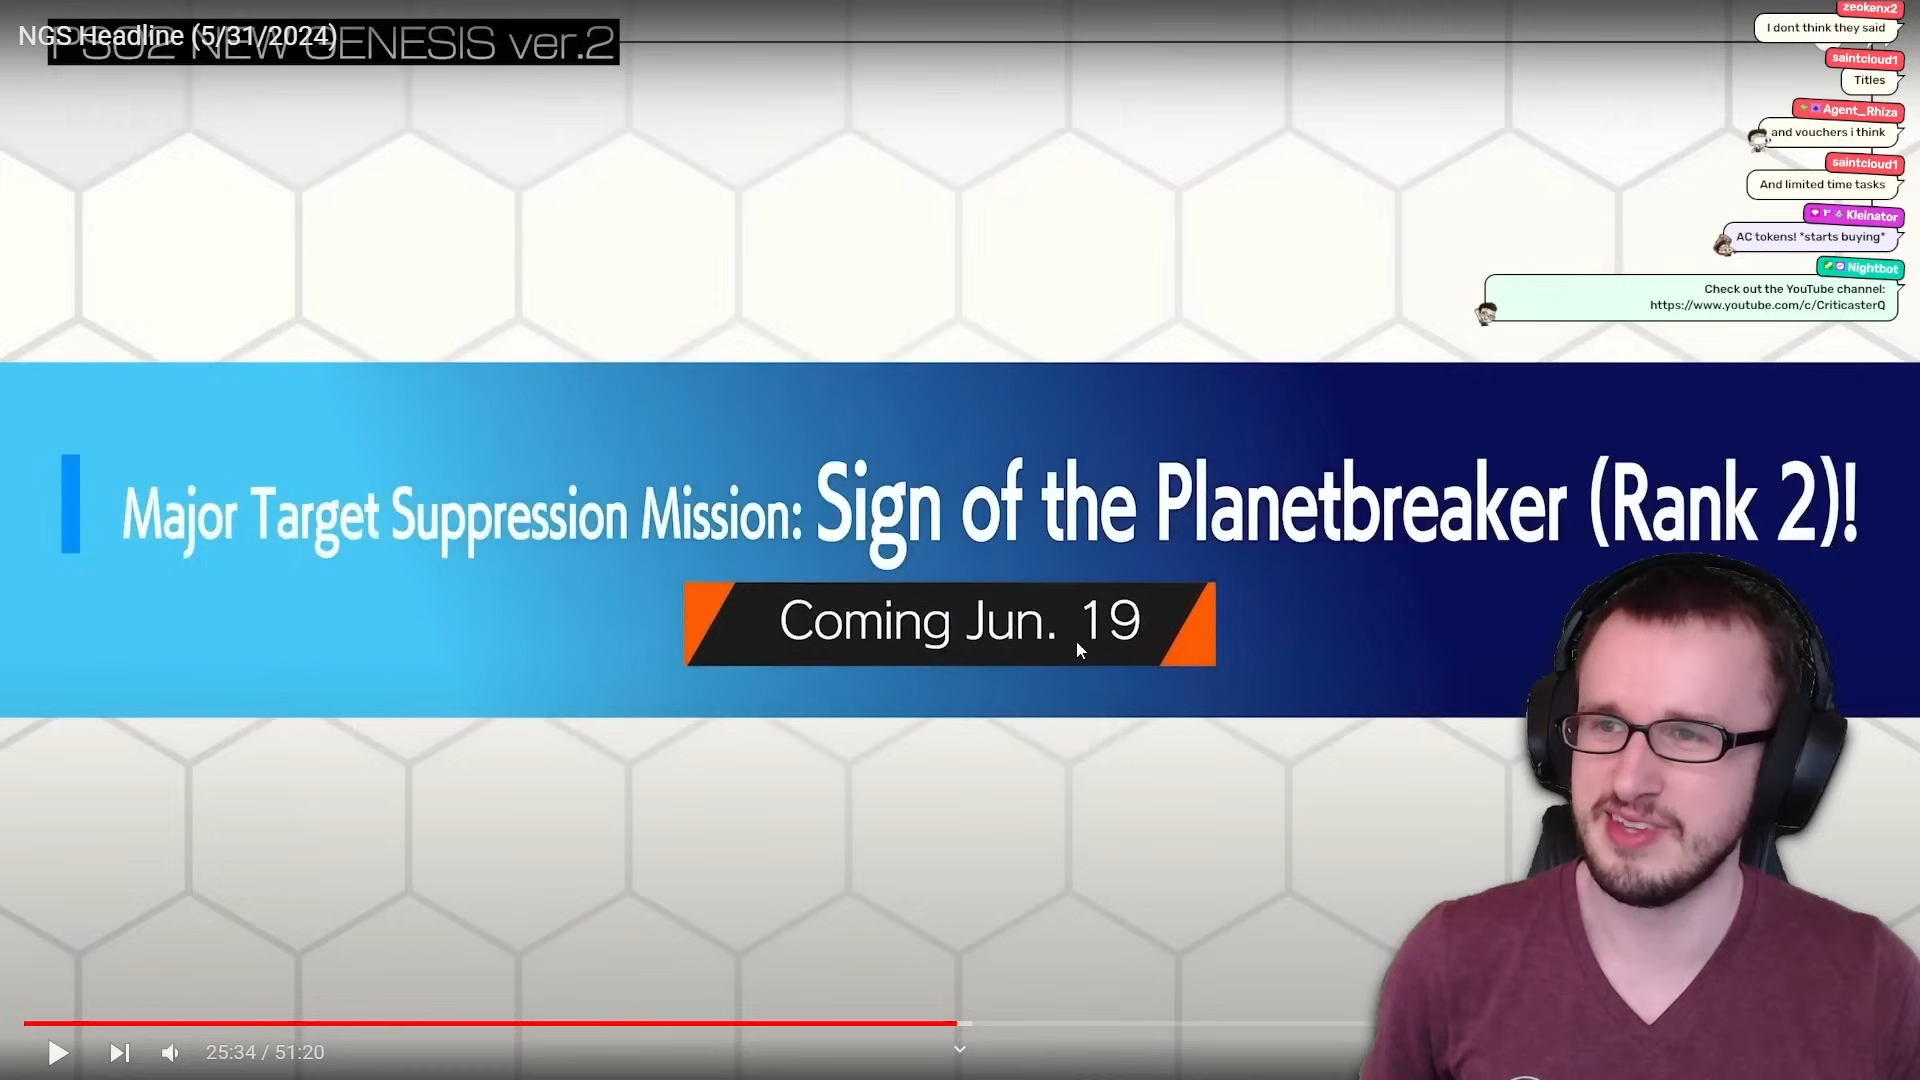 NGS Headline (5/31/2024)
PSO2 NEW GENESIS ver.2
zeokenx2
I dont think they said
saintcloud1
Titles
Agent_Rhiza
and vouchers i think
saintcloud1
And limited time tasks
Kleinator
AC tokens! *starts buying*
Nightbot
Check out the YouTube channel:
https://www.youtube.com/c/CriticasterQ
Major Target Suppression Mission: Sign of the Planetbreaker (Rank 2)!
Coming Jun. 19
25:34 / 51:20